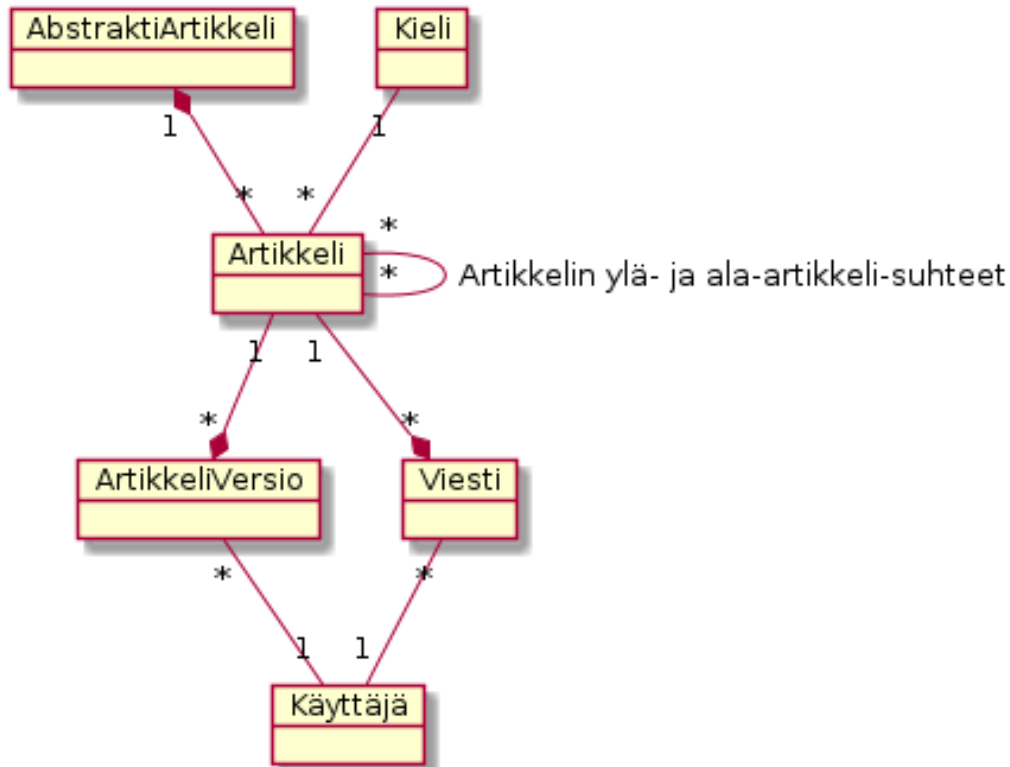 AbstraktiArtikkeli
Kieli
1
1
*
*
*
Artikkeli
*
Artikkelin ylä- ja ala-artikkeli-suhteet
1
1
*
*
ArtikkeliVersio
Viesti
*
*
1
1
Käyttäjä